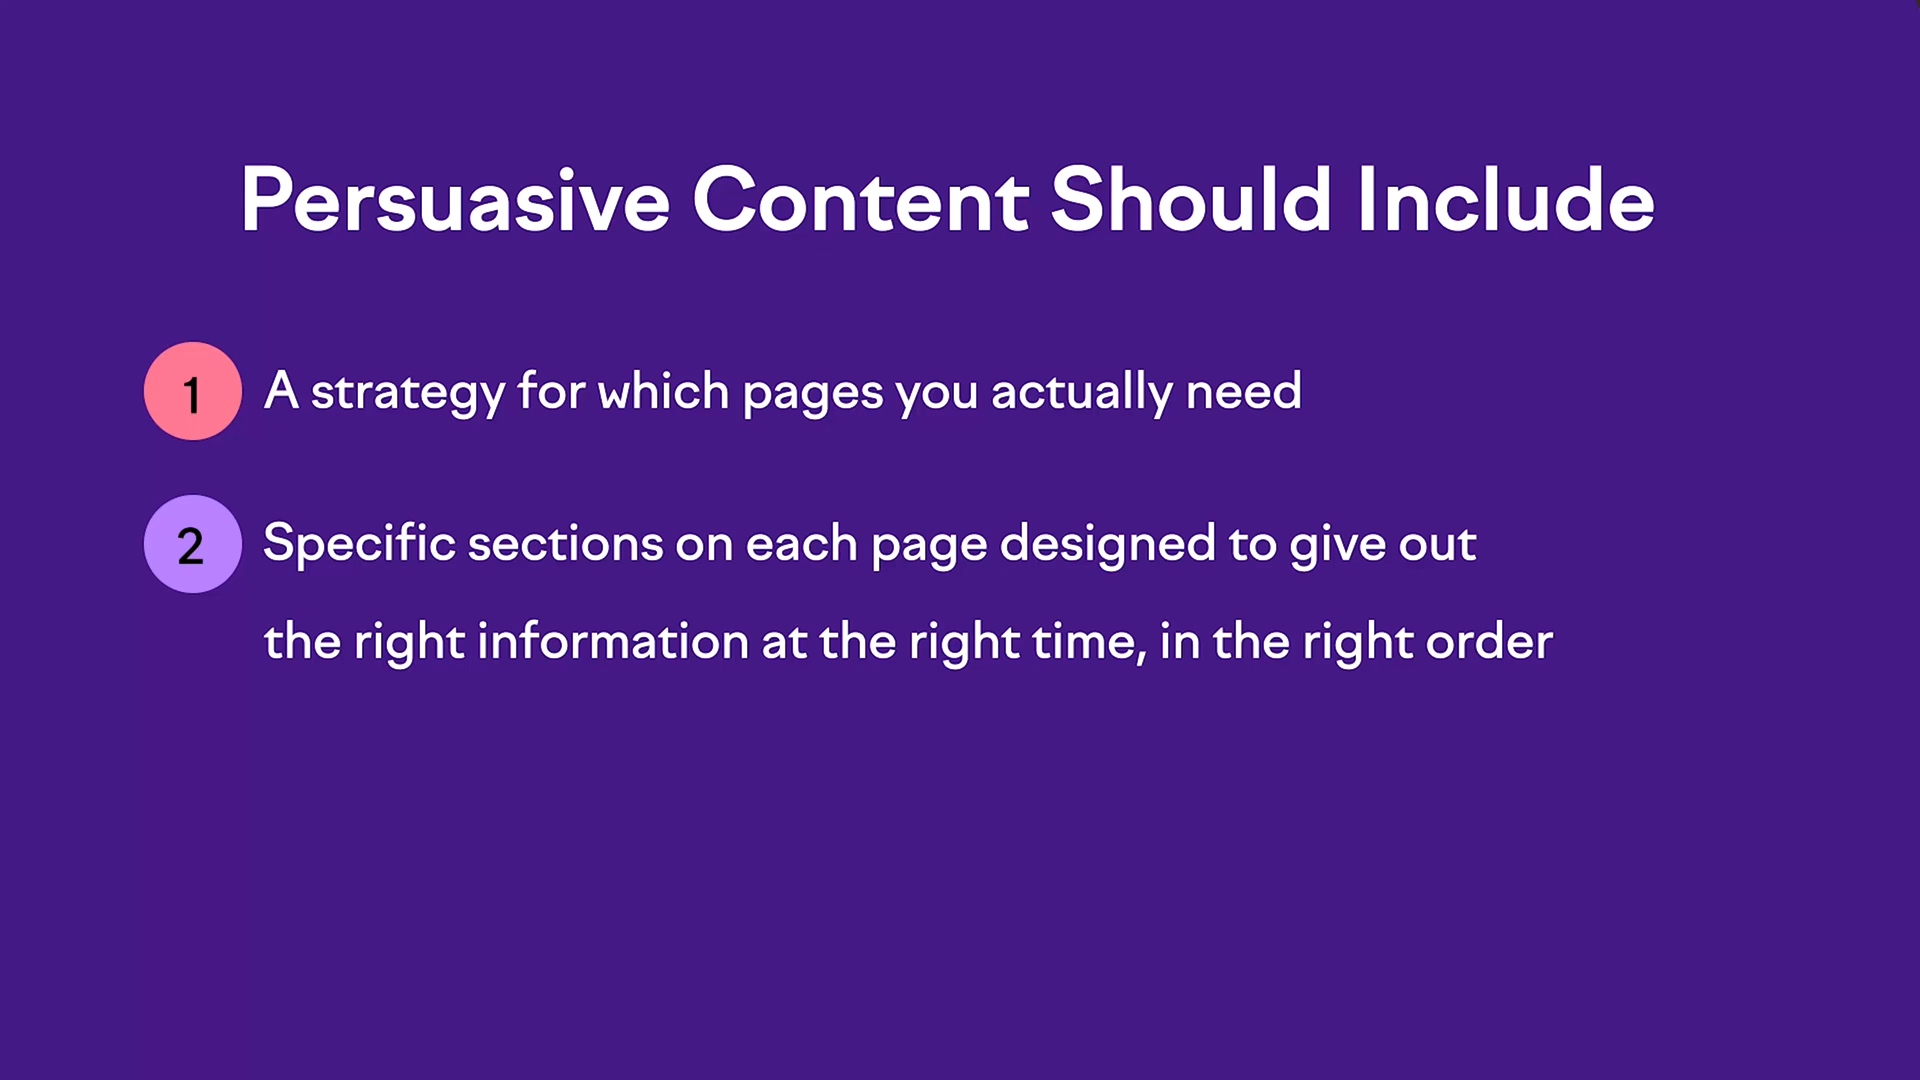 Persuasive Content Should Include
1 A strategy for which pages you actually need
2 Specific sections on each page designed to give out
the right information at the right time, in the right order